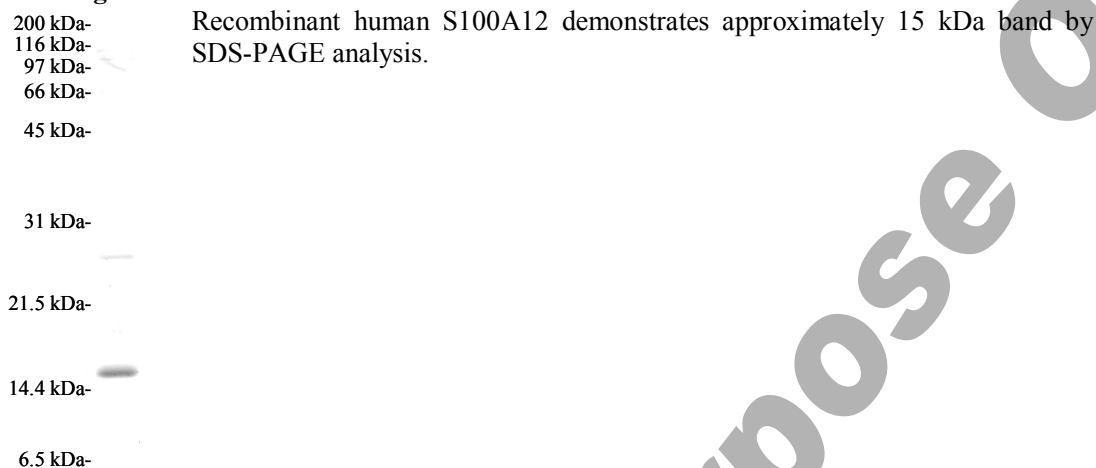 200 kDa-
116 kDa-
97 kDa-
66 kDa-
45 kDa-
31 kDa-
21.5 kDa-
14.4 kDa-
6.5 kDa-
Recombinant human S100A12 demonstrates approximately 15 kDa band by
SDS-PAGE analysis.
pose O